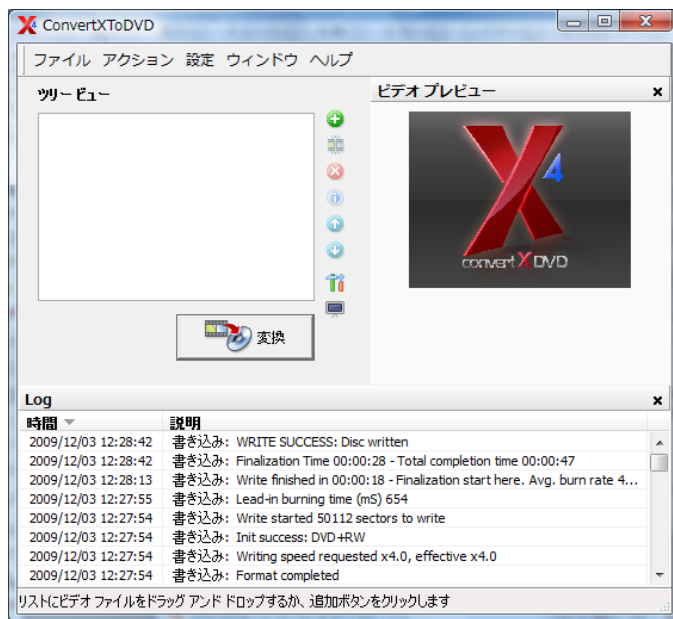 ConvertXToDVD
ファイル アクション 設定 ウィンドウ ヘルプ
ツリー ビュー
ビデオ プレビュー
4
convert X DVD
変換
Log
時間 説明
2009/12/03 12:28:42 書き込み: WRITE SUCCESS: Disc written
2009/12/03 12:28:42 書き込み: Finalization Time 00:00:28 - Total completion time 00:00:47
2009/12/03 12:28:13 書き込み: Write finished in 00:00:18 - Finalization start here. Avg. burn rate 4...
2009/12/03 12:27:55 書き込み: Lead-in burning time (mS) 654
2009/12/03 12:27:54 書き込み: Write started 50112 sectors to write
2009/12/03 12:27:54 書き込み: Init success: DVD+RW
2009/12/03 12:27:54 書き込み: Writing speed requested x4.0, effective x4.0
2009/12/03 12:27:54 書き込み: Format completed
リストにビデオ ファイルをドラッグ アンド ドロップするか、追加ボタンをクリックします